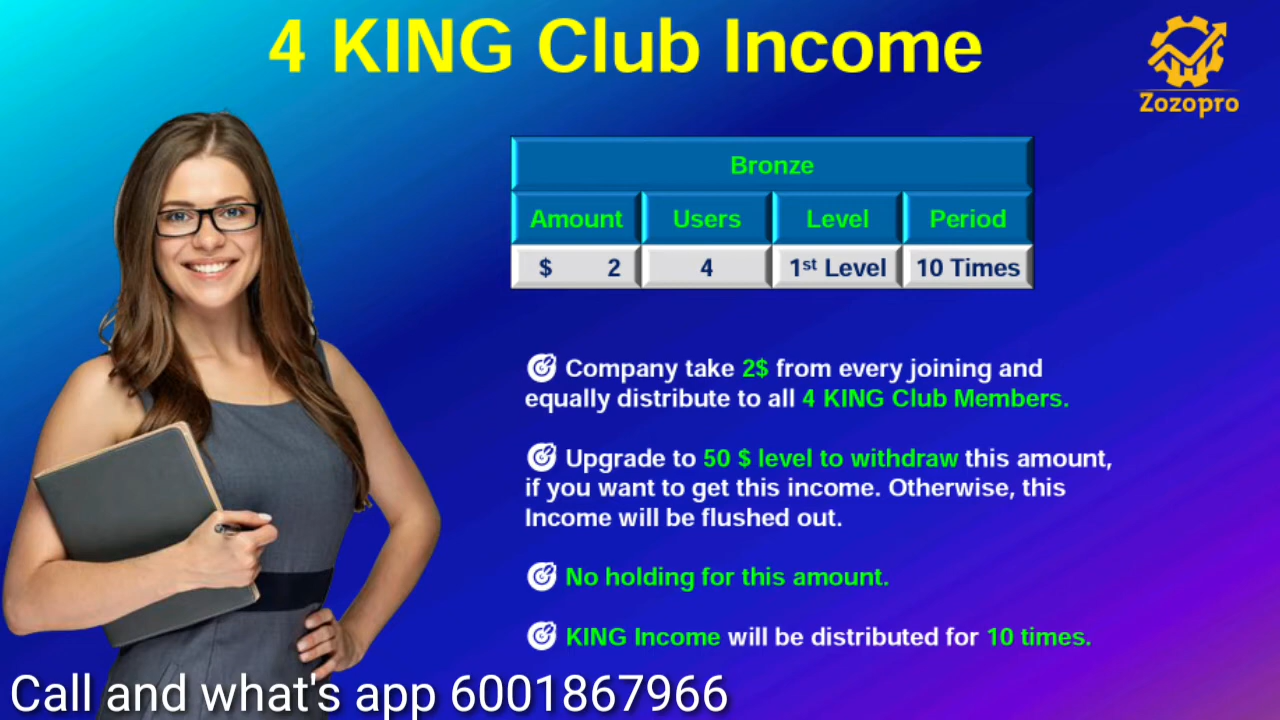 4 KING Club Income
Zozopro
Bronze
Amount Users Level Period
$ 2 4 1st Level 10 Times
Company take 2$ from every joining and
equally distribute to all 4 KING Club Members.
Upgrade to 50 $ level to withdraw this amount,
if you want to get this income. Otherwise, this
Income will be flushed out.
No holding for this amount.
KING Income will be distributed for 10 times.
Call and what's app 6001867966